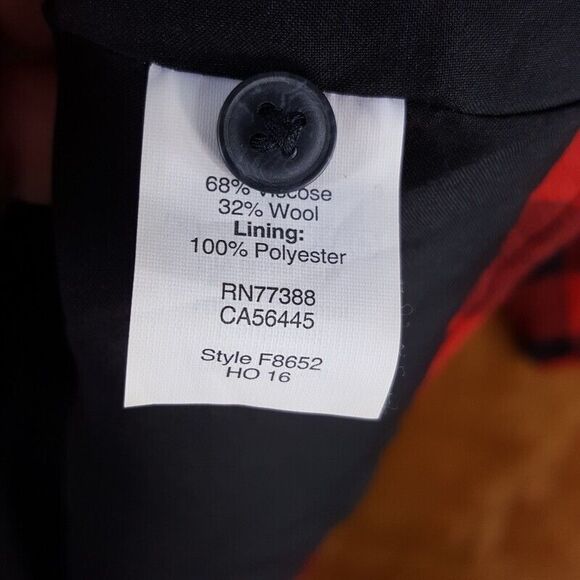 68% Viscose
32% Wool
Lining:
100% Polyester
RN77388
CA56445
Style F8652
HO 16